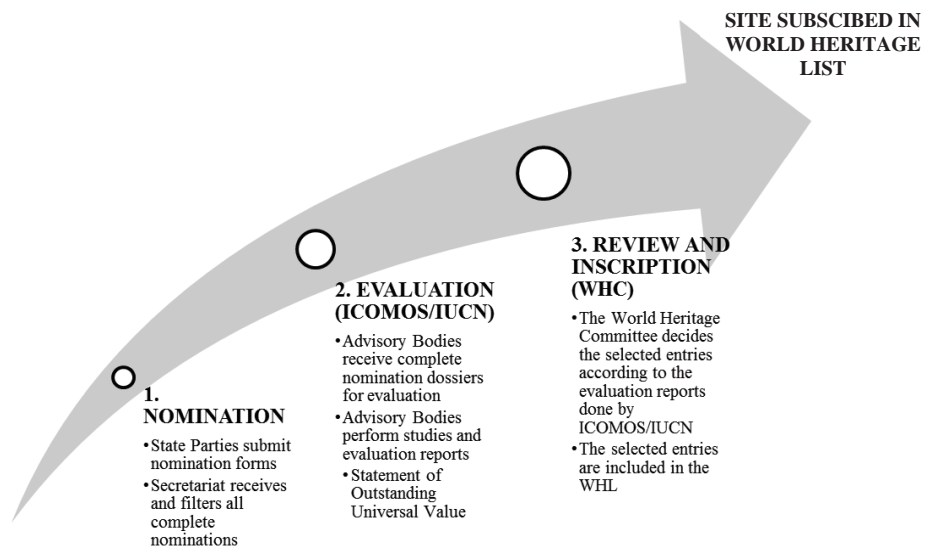 SITE SUBSCIBED IN
WORLD HERITAGE
LIST
1.
NOMINATION
•State Parties submit
nomination forms
•Secretariat receives
and filters all
complete
nominations
2. EVALUATION
(ICOMOS/IUCN)
•Advisory Bodies
receive complete
nomination dossiers
for evaluation
•Advisory Bodies
perform studies and
evaluation reports
•Statement of
Outstanding
Universal Value
3. REVIEW AND
INSCRIPTION
(WHC)
•The World Heritage
Committee decides
the selected entries
according to the
evaluation reports
done by
ICOMOS/IUCN
•The selected entries
are included in the
WHL